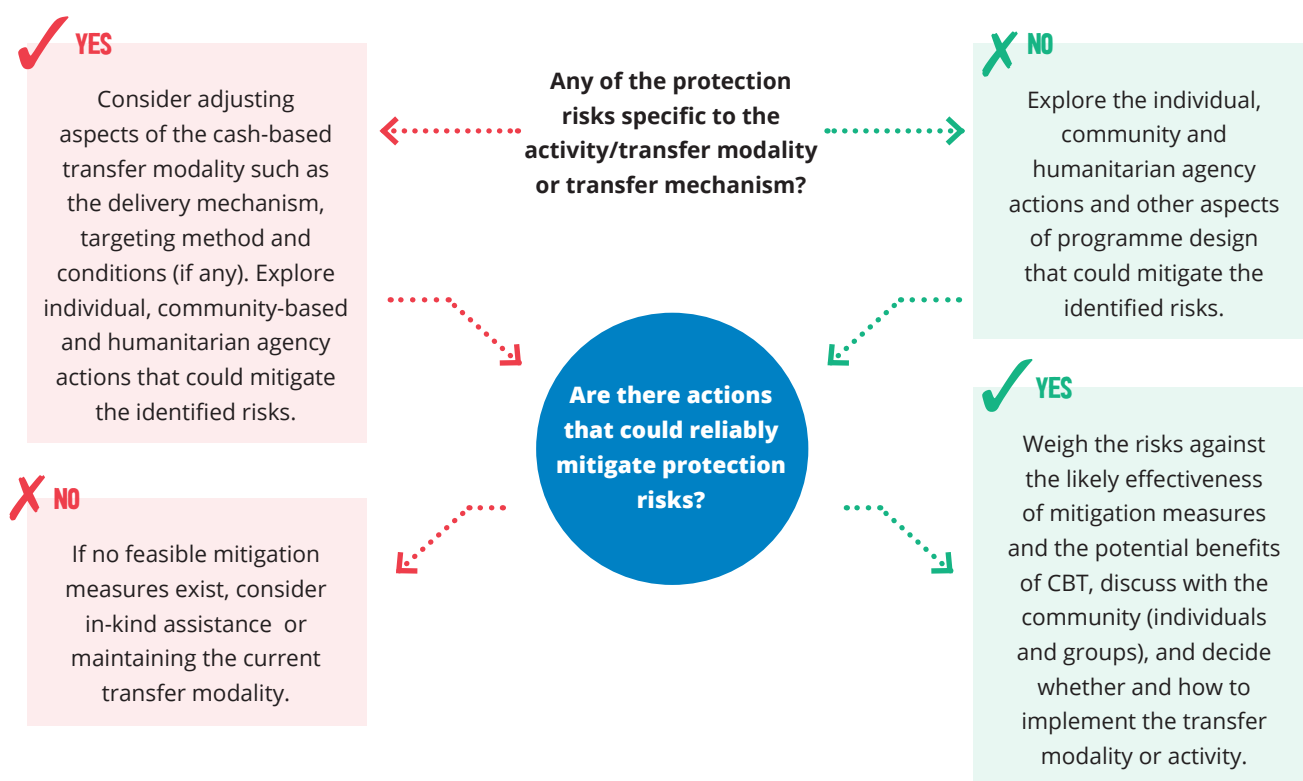 Any of the protection
risks specific to the
activity/transfer modality
or transfer mechanism?
YES
Consider adjusting
aspects of the cash-based
transfer modality such as
the delivery mechanism,
targeting method and
conditions (if any). Explore
individual, community-based
and humanitarian agency
actions that could mitigate
the identified risks.
NO
Explore the individual,
community and
humanitarian agency
actions and other aspects
of programme design
that could mitigate the
identified risks.
Are there actions
that could reliably
mitigate protection
risks?
NO
If no feasible mitigation
measures exist, consider
in-kind assistance or
maintaining the current
transfer modality.
YES
Weigh the risks against
the likely effectiveness
of mitigation measures
and the potential benefits
of CBT, discuss with the
community (individuals
and groups), and decide
whether and how to
implement the transfer
modality or activity.